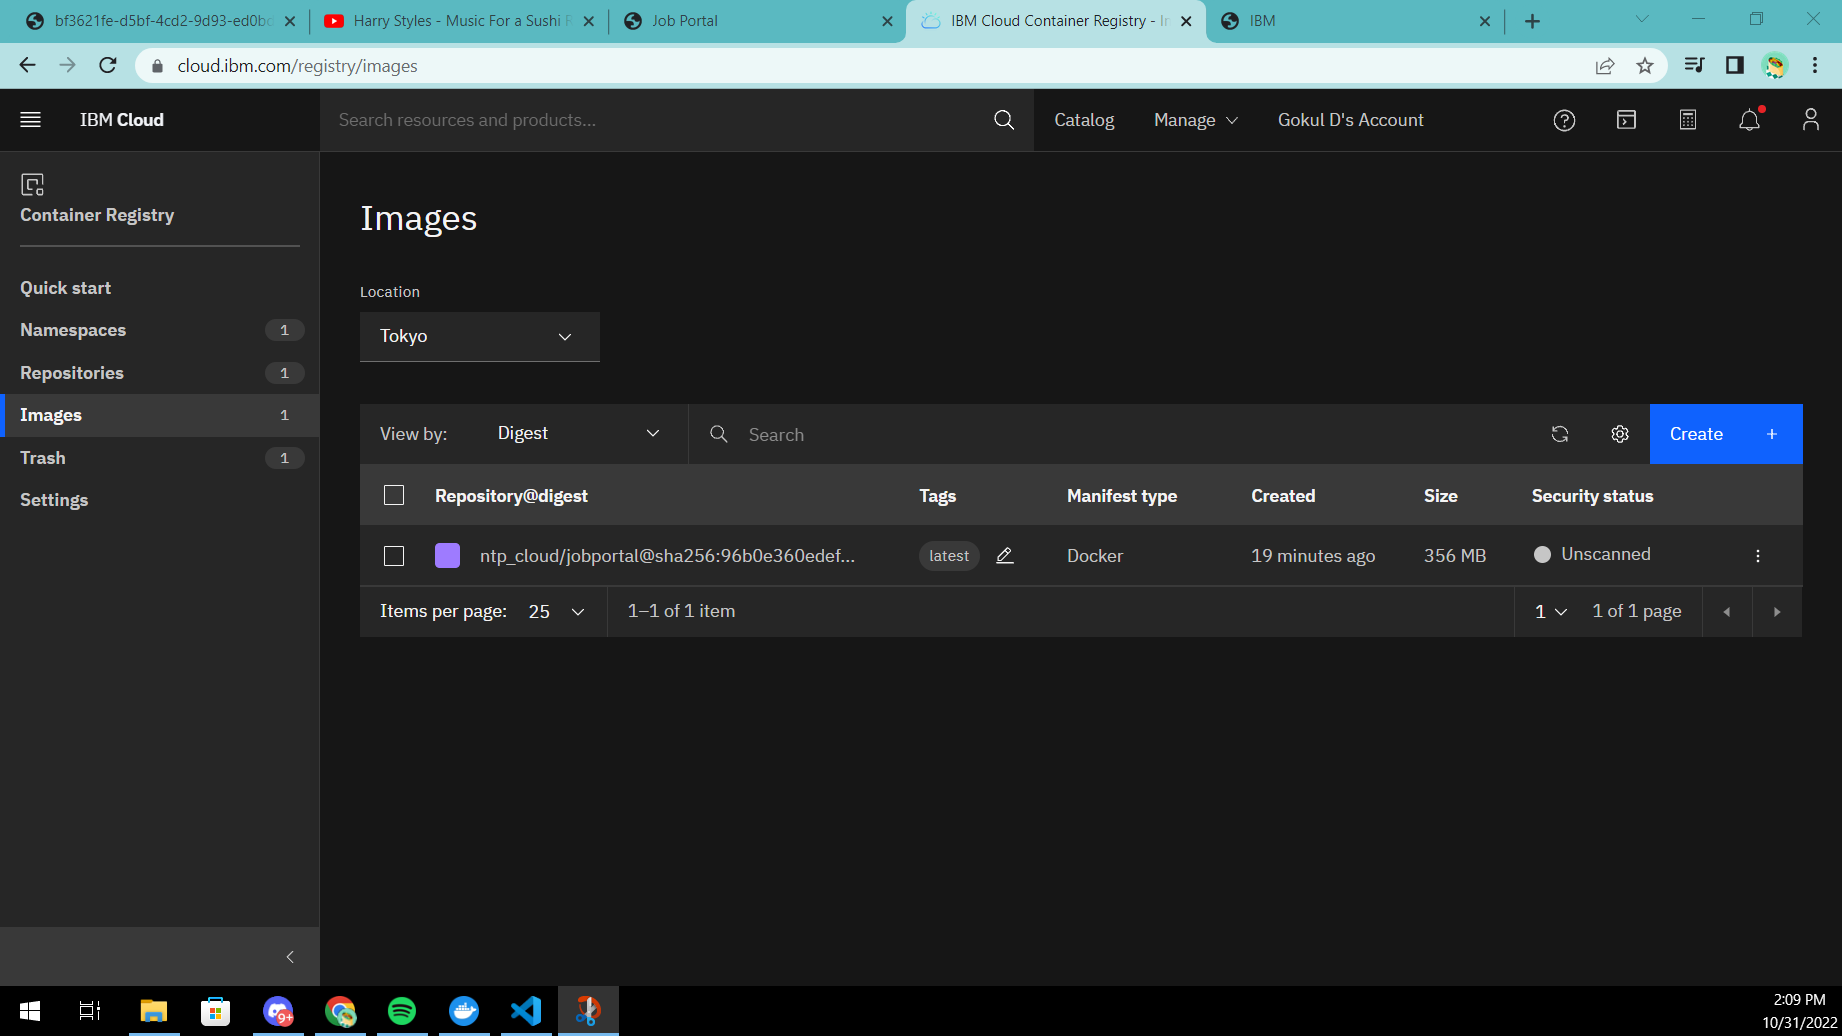 bf3621fe-d5bf-4cd2-9d93-ed0bd
Harry Styles - Music For a Sushi R
Job Portal
IBM Cloud Container Registry - In
IBM
cloud.ibm.com/registry/images
IBM Cloud
Search resources and products...
Catalog
Manage
Gokul D's Account
Container Registry
Quick start
Namespaces 1
Repositories 1
Images 1
Trash 1
Settings
Images
Location
Tokyo
View by: Digest
Search
Create +
Repository@digest Tags Manifest type Created Size Security status
ntp_cloud/jobportal@sha256:96b0e360edef... latest Docker 19 minutes ago 356 MB Unscanned
Items per page: 25 1–1 of 1 item 1 1 of 1 page
9+
2:09 PM
10/31/2022